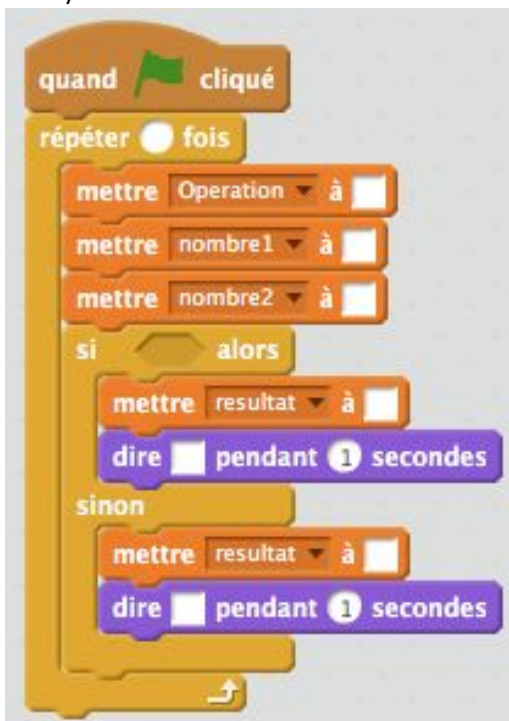 quand cliqué
répéter fois
mettre Operation à
mettre nombre1 à
mettre nombre2 à
si alors
mettre resultat à
dire pendant 1 secondes
sinon
mettre resultat à
dire pendant 1 secondes